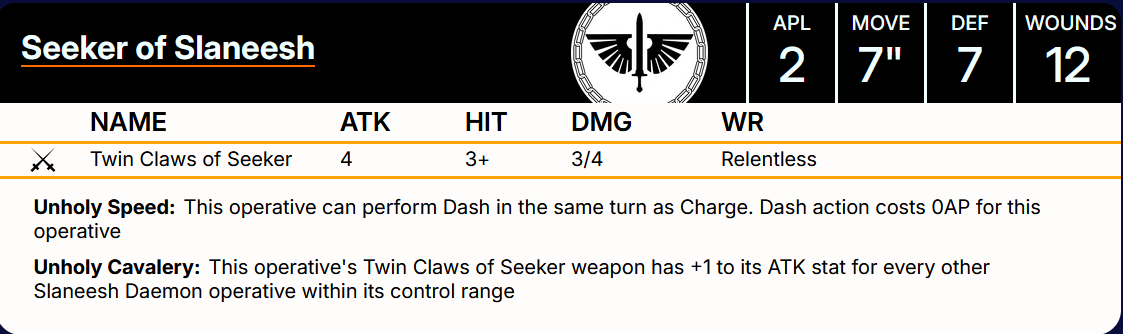 Seeker of Slaneesh
APL MOVE DEF WOUNDS
2 7" 7 12
NAME ATK HIT DMG WR
Twin Claws of Seeker 4 3+ 3/4 Relentless
Unholy Speed: This operative can perform Dash in the same turn as Charge. Dash action costs 0AP for this
operative
Unholy Cavalery: This operative's Twin Claws of Seeker weapon has +1 to its ATK stat for every other
Slaneesh Daemon operative within its control range